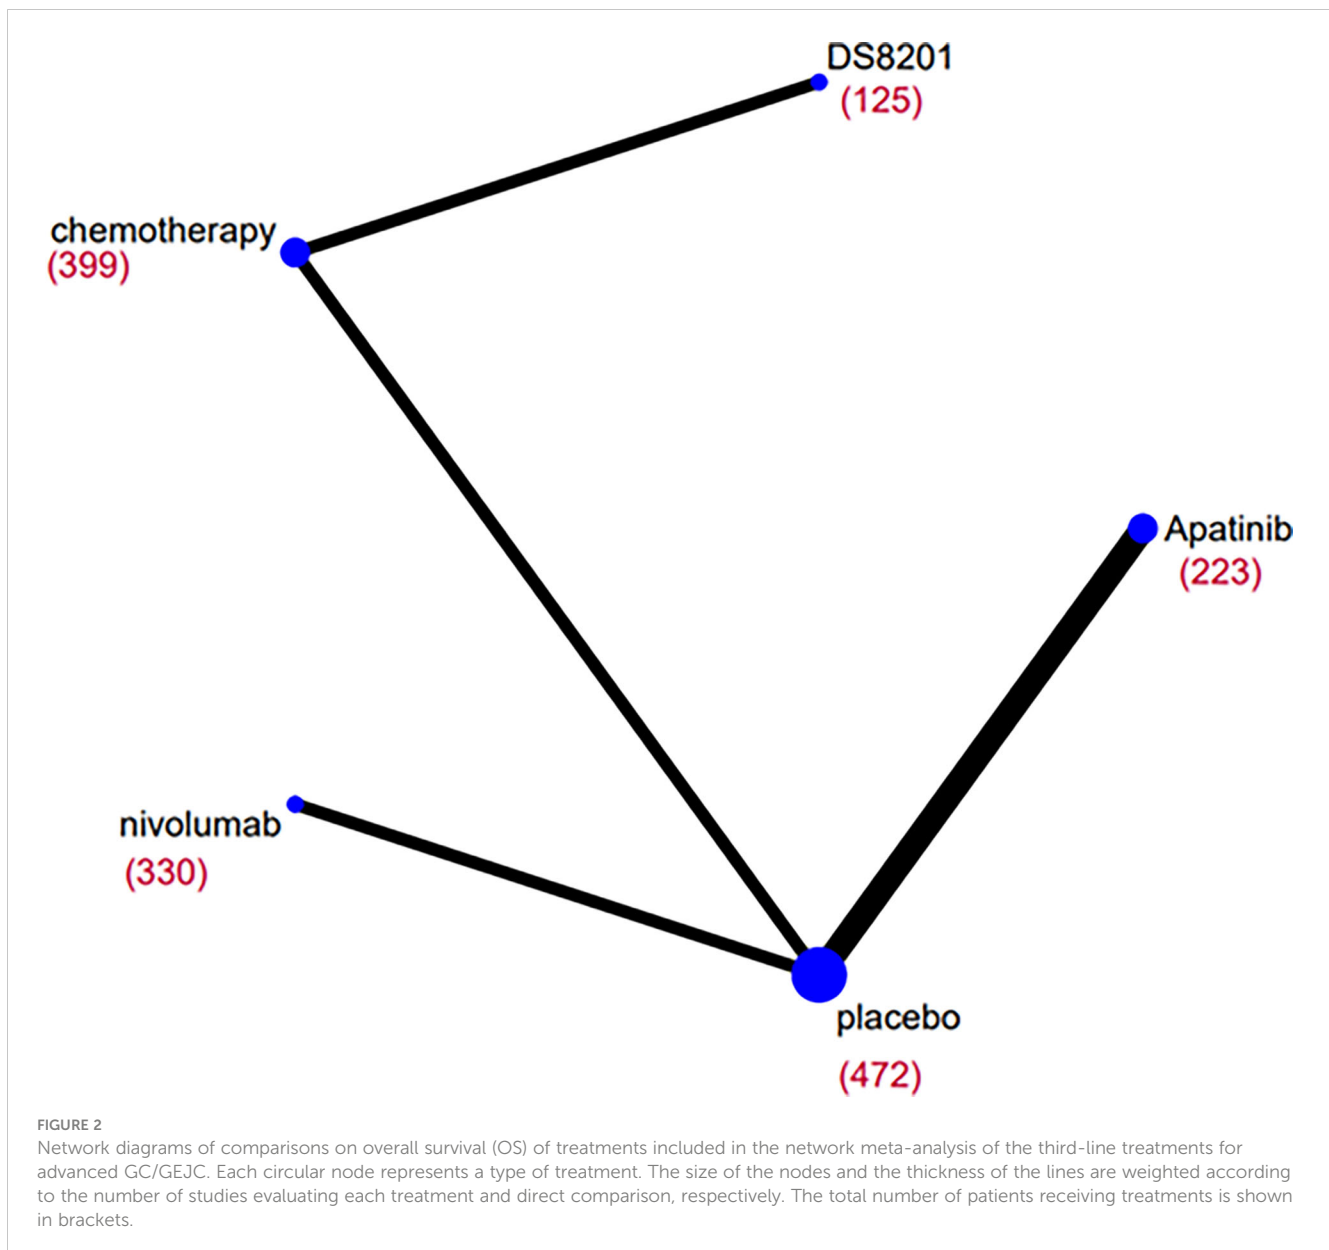 DS8201
(125)
chemotherapy
(399)
Apatinib
(223)
nivolumab
(330)
placebo
(472)
FIGURE 2
Network diagrams of comparisons on overall survival (OS) of treatments included in the network meta-analysis of the third-line treatments for
advanced GC/GEJC. Each circular node represents a type of treatment. The size of the nodes and the thickness of the lines are weighted according
to the number of studies evaluating each treatment and direct comparison, respectively. The total number of patients receiving treatments is shown
in brackets.